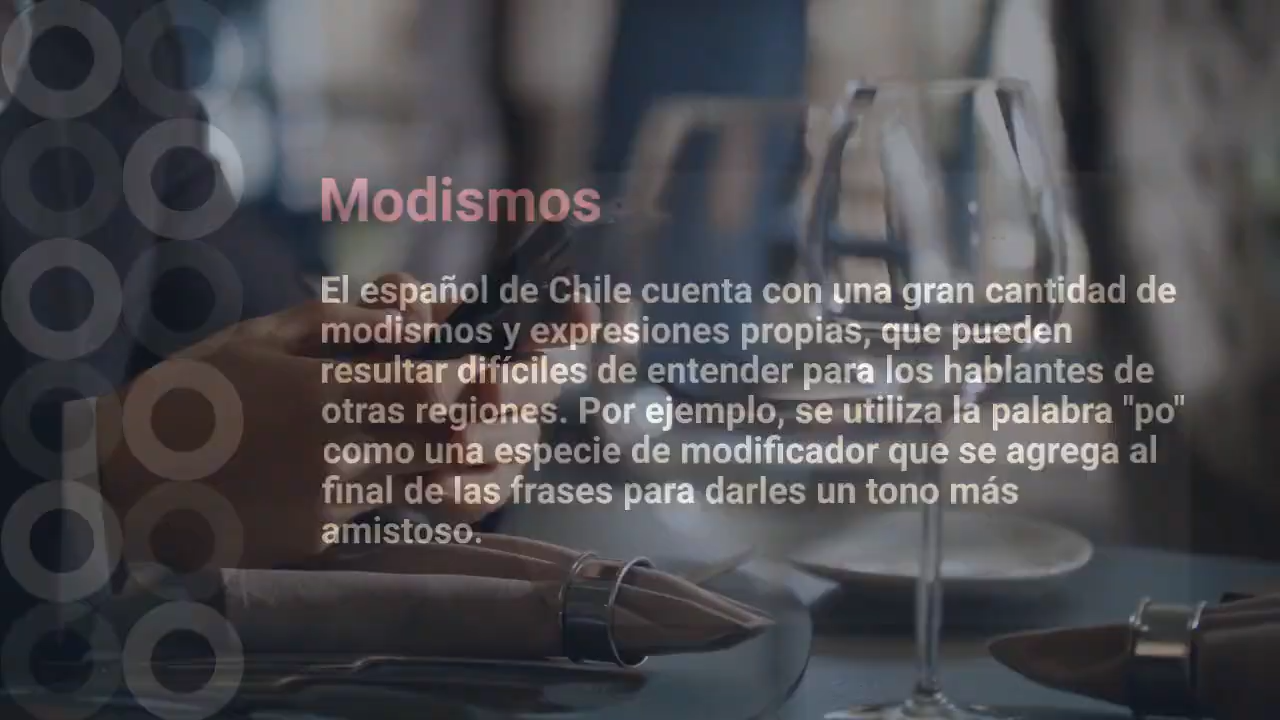 Modismos
El español de Chile cuenta con una gran cantidad de
modismos y expresiones propias, que pueden
resultar difíciles de entender para los hablantes de
otras regiones. Por ejemplo, se utiliza la palabra "po"
como una especie de modificador que se agrega al
final de las frases para darles un tono más
amistoso.